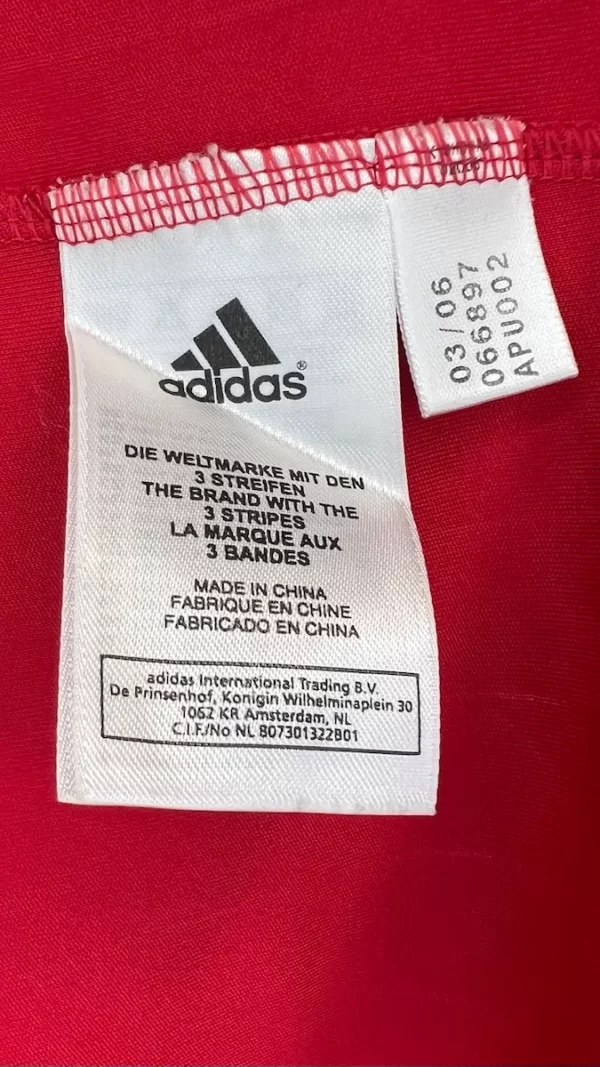 adidas®
DIE WELTMARKE MIT DEN
3 STREIFEN
THE BRAND WITH THE
3 STRIPES
LA MARQUE AUX
3 BANDES
MADE IN CHINA
FABRIQUE EN CHINE
FABRICADO EN CHINA
adidas International Trading B.V.
De Prinsenhof, Konigin Wilhelminaplein 30
1062 KR Amsterdam, NL
C.I.F./No NL 807301322B01
03/06
066897
APU002